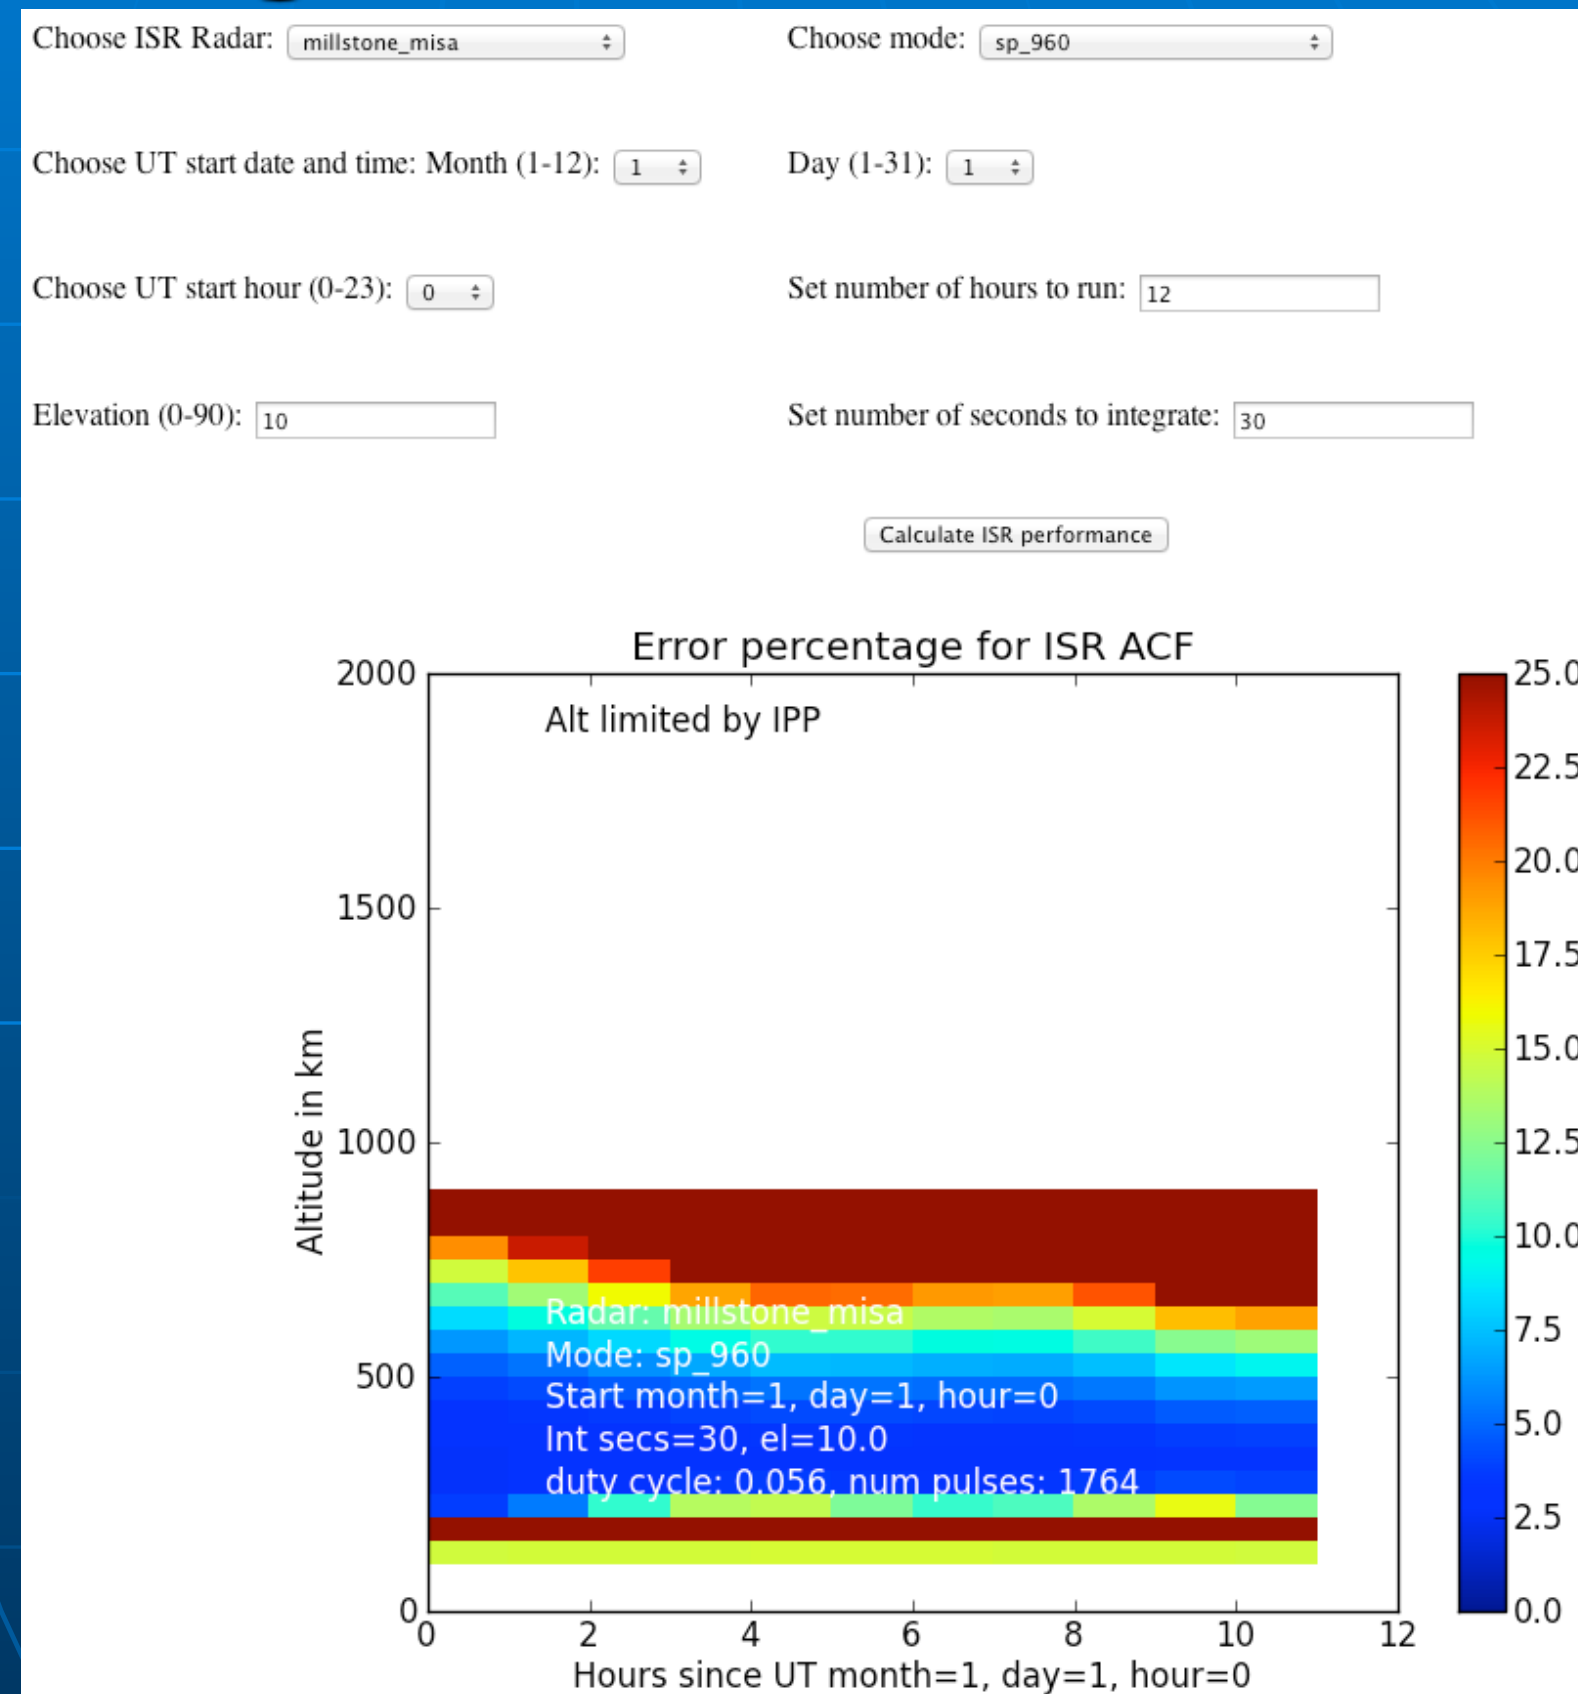 Choose ISR Radar: millstone_misa Choose mode: sp_960
Choose UT start date and time: Month (1-12): 1 Day (1-31): 1
Choose UT start hour (0-23): 0 Set number of hours to run: 12
Elevation (0-90): 10 Set number of seconds to integrate: 30
Calculate ISR performance
Error percentage for ISR ACF
2000
1500
1000
500
0
Altitude in km
Alt limited by IPP
Radar: millstone_misa
Mode: sp_960
Start month=1, day=1, hour=0
Int secs=30, el=10.0
duty cycle: 0.056, num pulses: 1764
0 2 4 6 8 10 12
Hours since UT month=1, day=1, hour=0
25.0
22.5
20.0
17.5
15.0
12.5
10.0
7.5
5.0
2.5
0.0